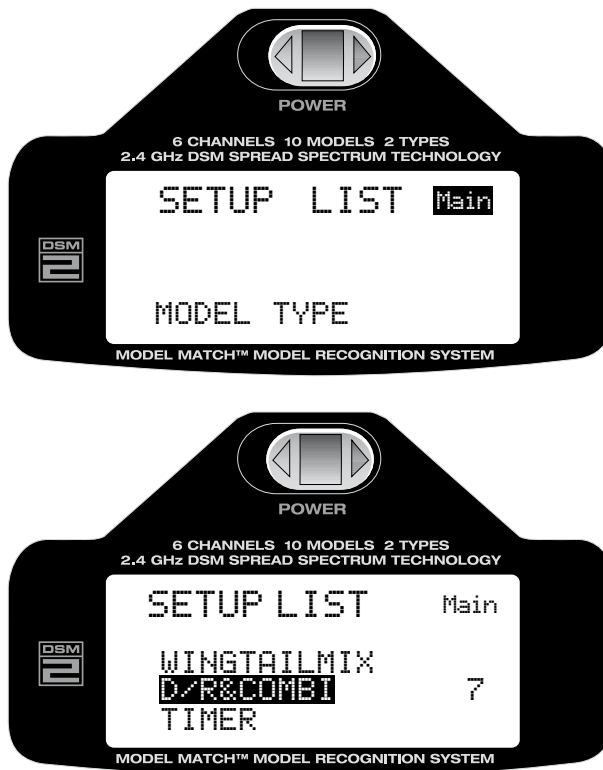 POWER
6 CHANNELS 10 MODELS 2 TYPES
2.4 GHz DSM SPREAD SPECTRUM TECHNOLOGY
SETUP LIST Main
DSM
2
MODEL TYPE
MODEL MATCH™ MODEL RECOGNITION SYSTEM
POWER
6 CHANNELS 10 MODELS 2 TYPES
2.4 GHz DSM SPREAD SPECTRUM TECHNOLOGY
SETUP LIST Main
DSM
2
WINGTAILMIX
D/R&COMBI 7
TIMER
MODEL MATCH™ MODEL RECOGNITION SYSTEM